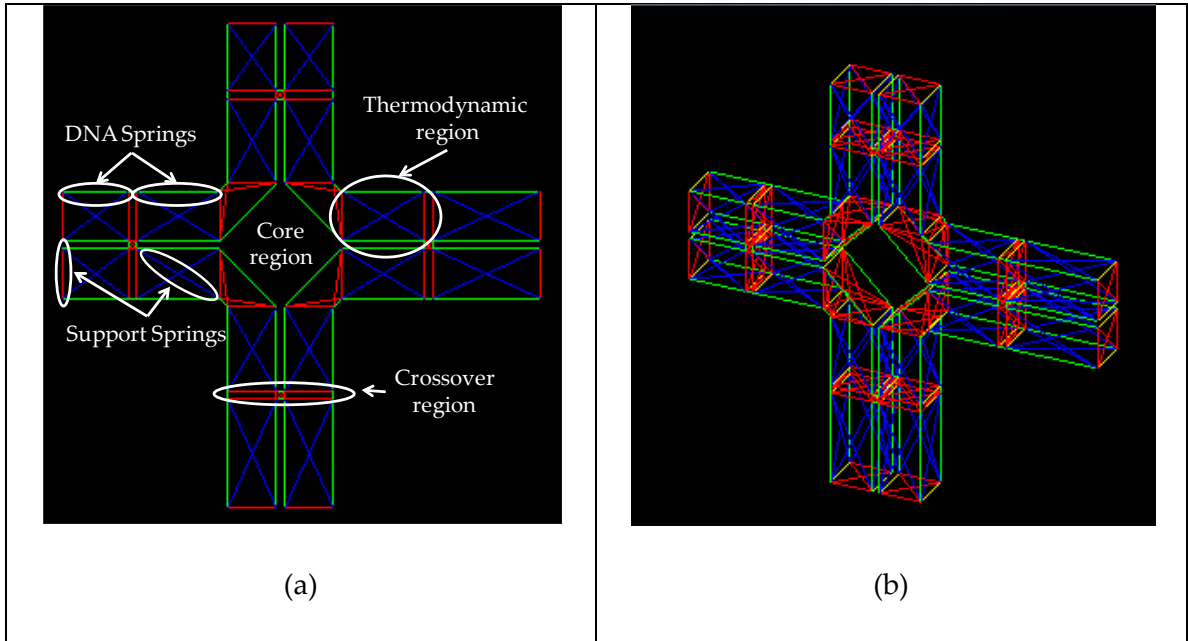 DNA Springs
Thermodynamic
region
Core
region
Support Springs
Crossover
region
(a)
(b)